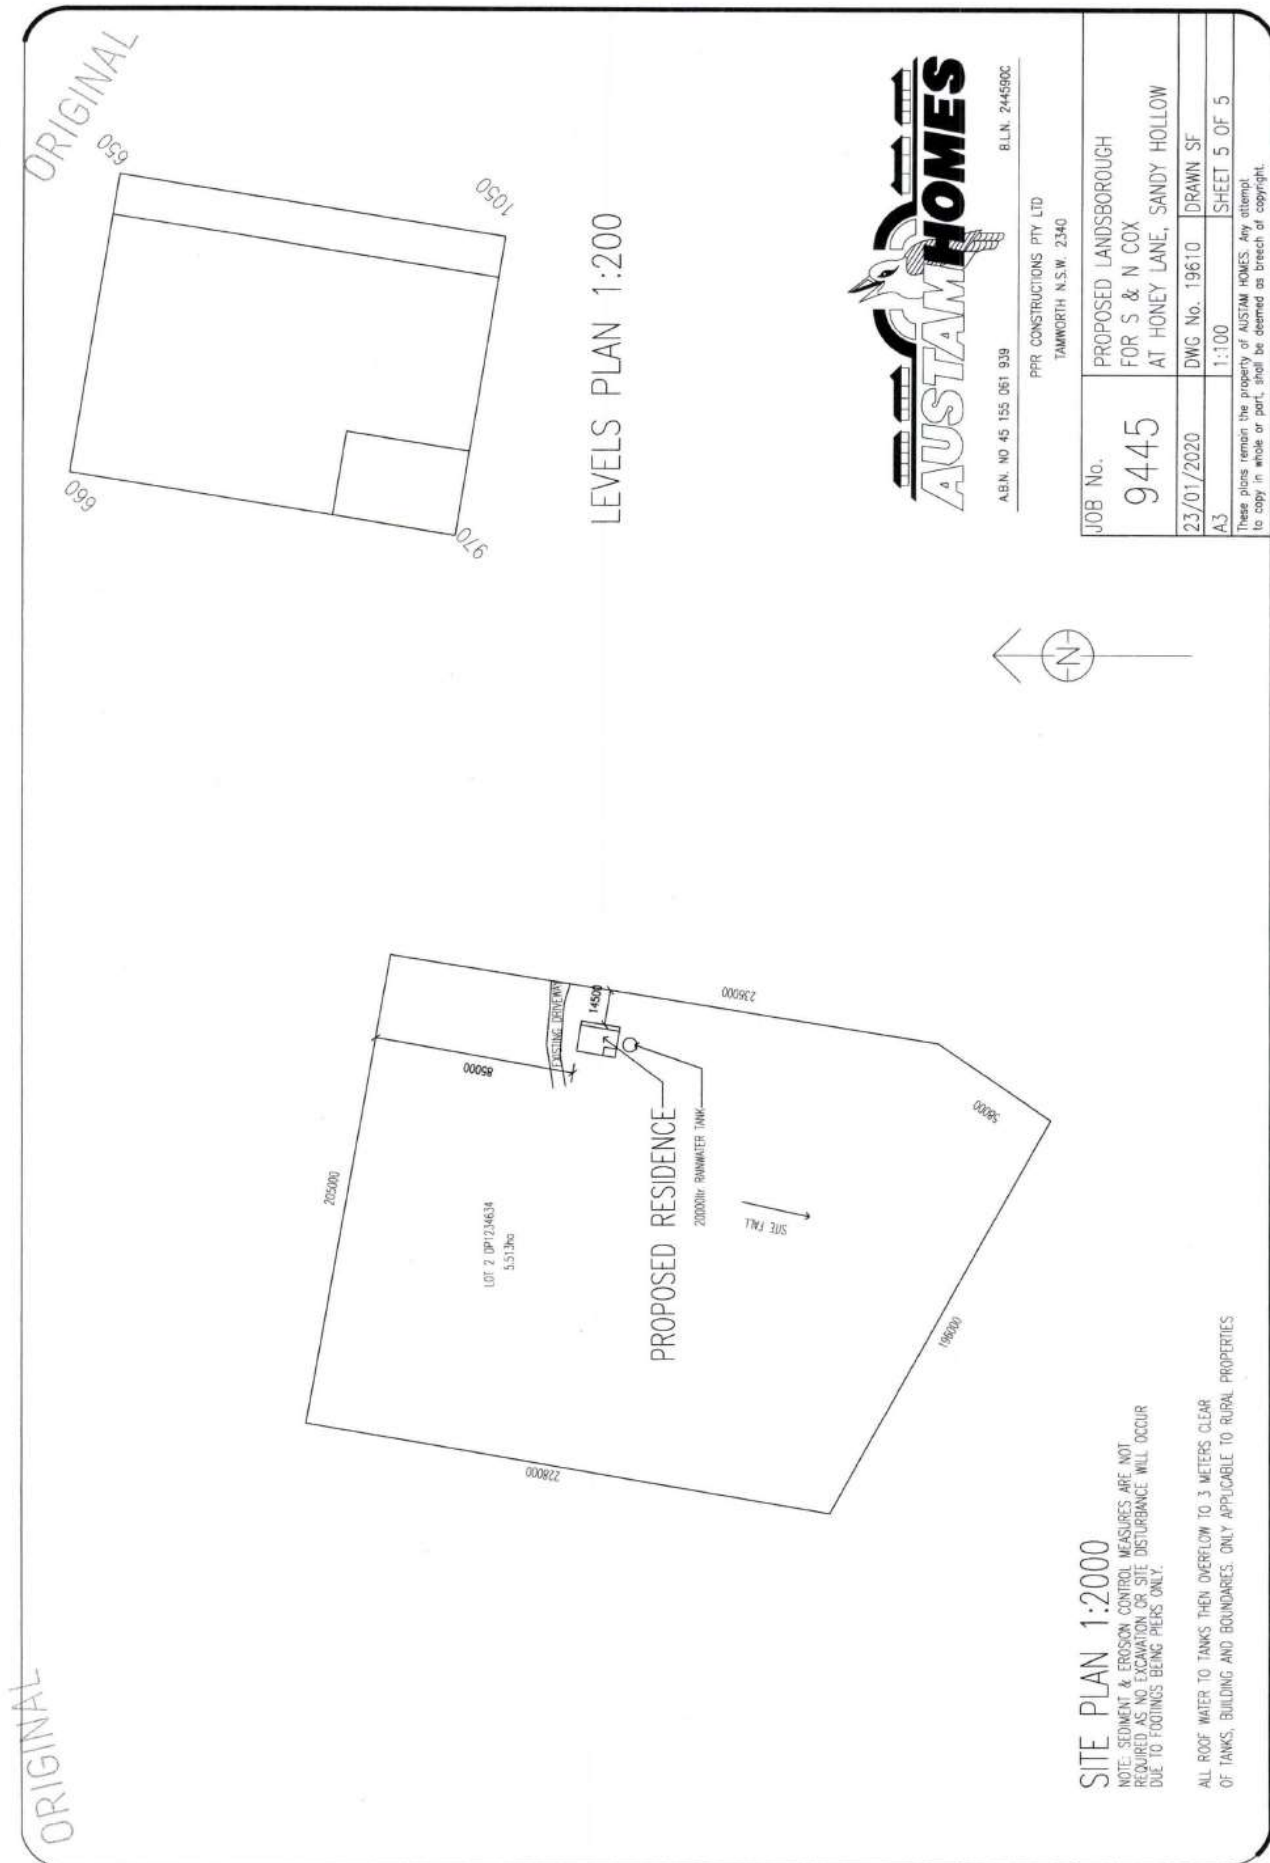 ORIGINAL
ORIGINAL
205000
85000
EXISTING DRIVEWAY
14500
LOT 2 DP1234634
5.513ha
PROPOSED RESIDENCE
20000ltr RAINWATER TANK
SITE FALL
228000
236000
58000
196000
SITE PLAN 1:2000
NOTE: SEDIMENT & EROSION CONTROL MEASURES ARE NOT
REQUIRED AS NO EXCAVATION OR SITE DISTURBANCE WILL OCCUR
DUE TO FOOTINGS BEING PIERS ONLY.
ALL ROOF WATER TO TANKS THEN OVERFLOW TO 3 METERS CLEAR
OF TANKS, BUILDING AND BOUNDARIES. ONLY APPLICABLE TO RURAL PROPERTIES
660
650
970
1050
LEVELS PLAN 1:200
N
AUSTAM HOMES
A.B.N. NO 45 155 061 939 B.L.N. 244590C
PPR CONSTRUCTIONS PTY LTD
TAMWORTH N.S.W. 2340
JOB No.
9445
PROPOSED LANDSBOROUGH
FOR S & N COX
AT HONEY LANE, SANDY HOLLOW
23/01/2020 DWG No. 19610 DRAWN SF
A3 1:100 SHEET 5 OF 5
These plans remain the property of AUSTAM HOMES. Any attempt
to copy in whole or part, shall be deemed as breech of copyright.